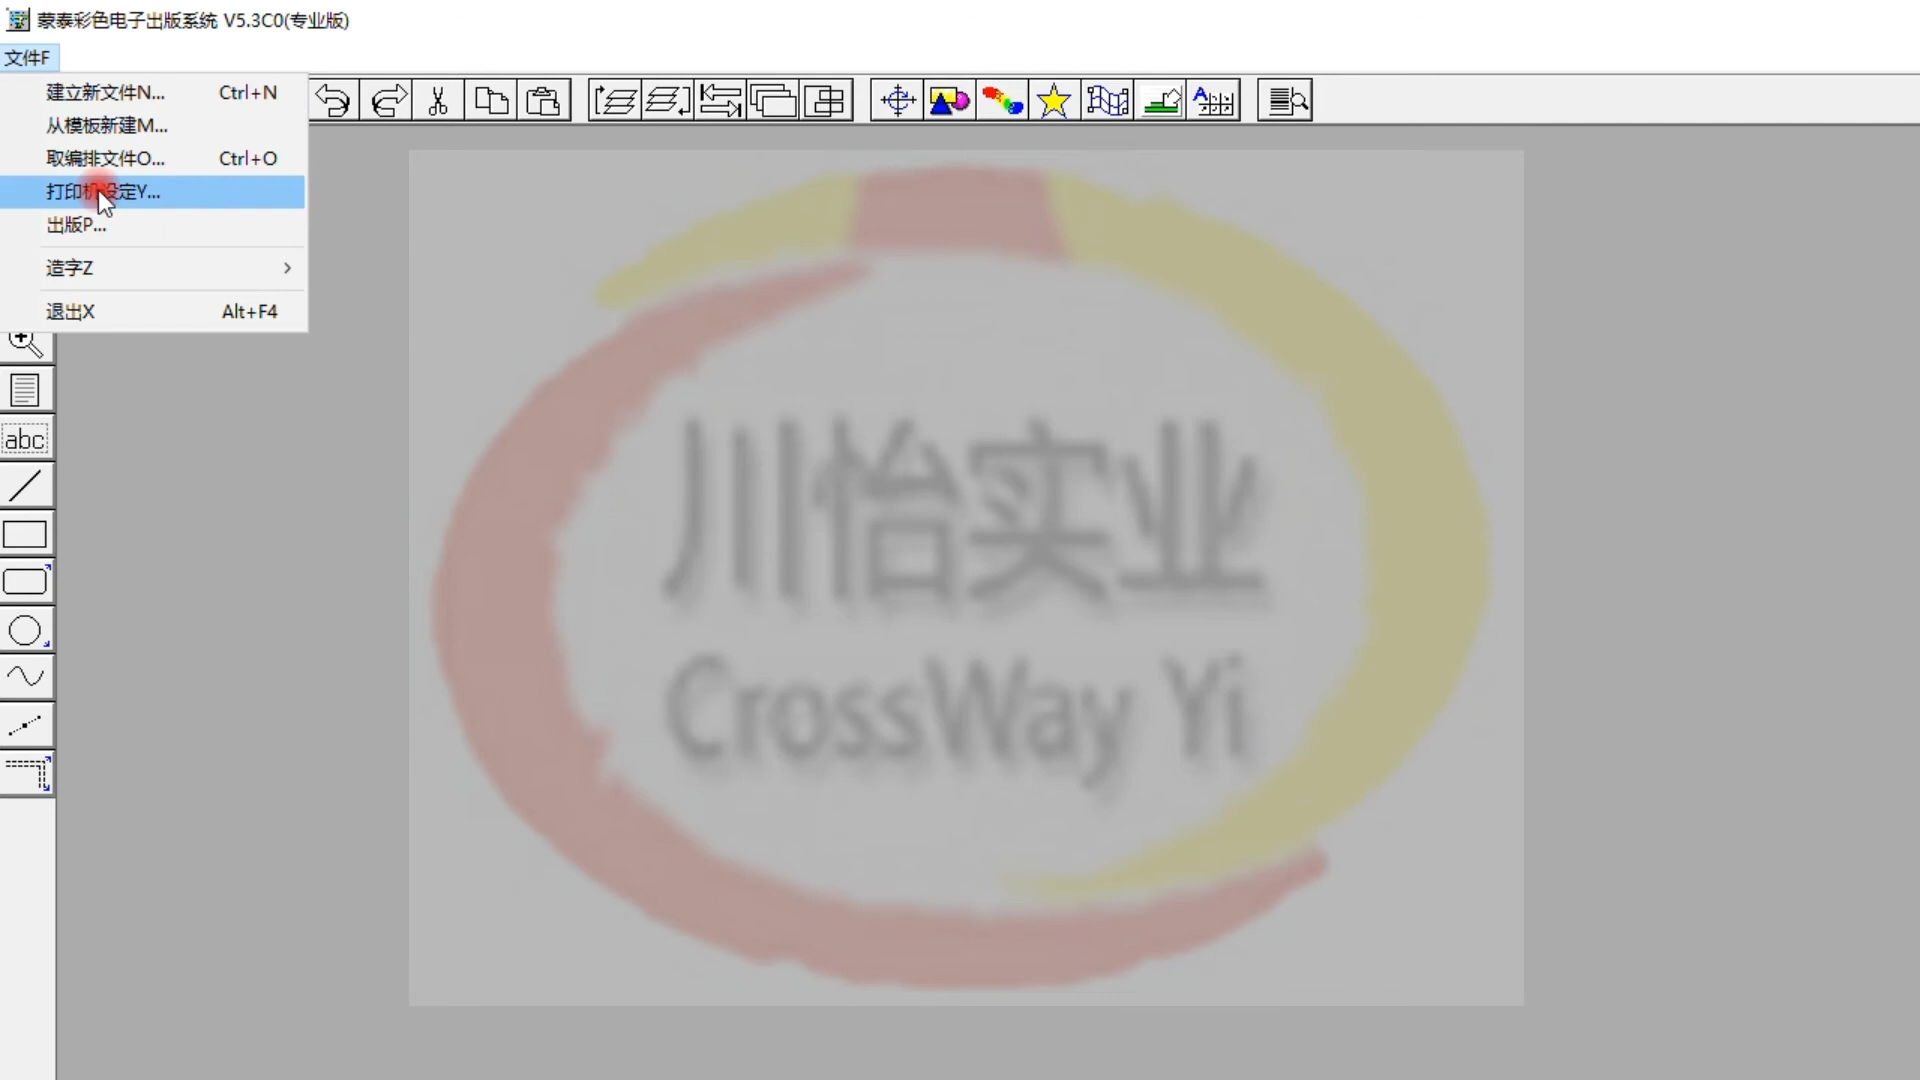 蒙泰彩色电子出版系统 V5.3C0(专业版)
文件F
建立新文件N... Ctrl+N
从模板新建M...
取编排文件O... Ctrl+O
打印机设定Y...
出版P...
造字Z
退出X Alt+F4
abc
川怡实业
CrossWay Yi